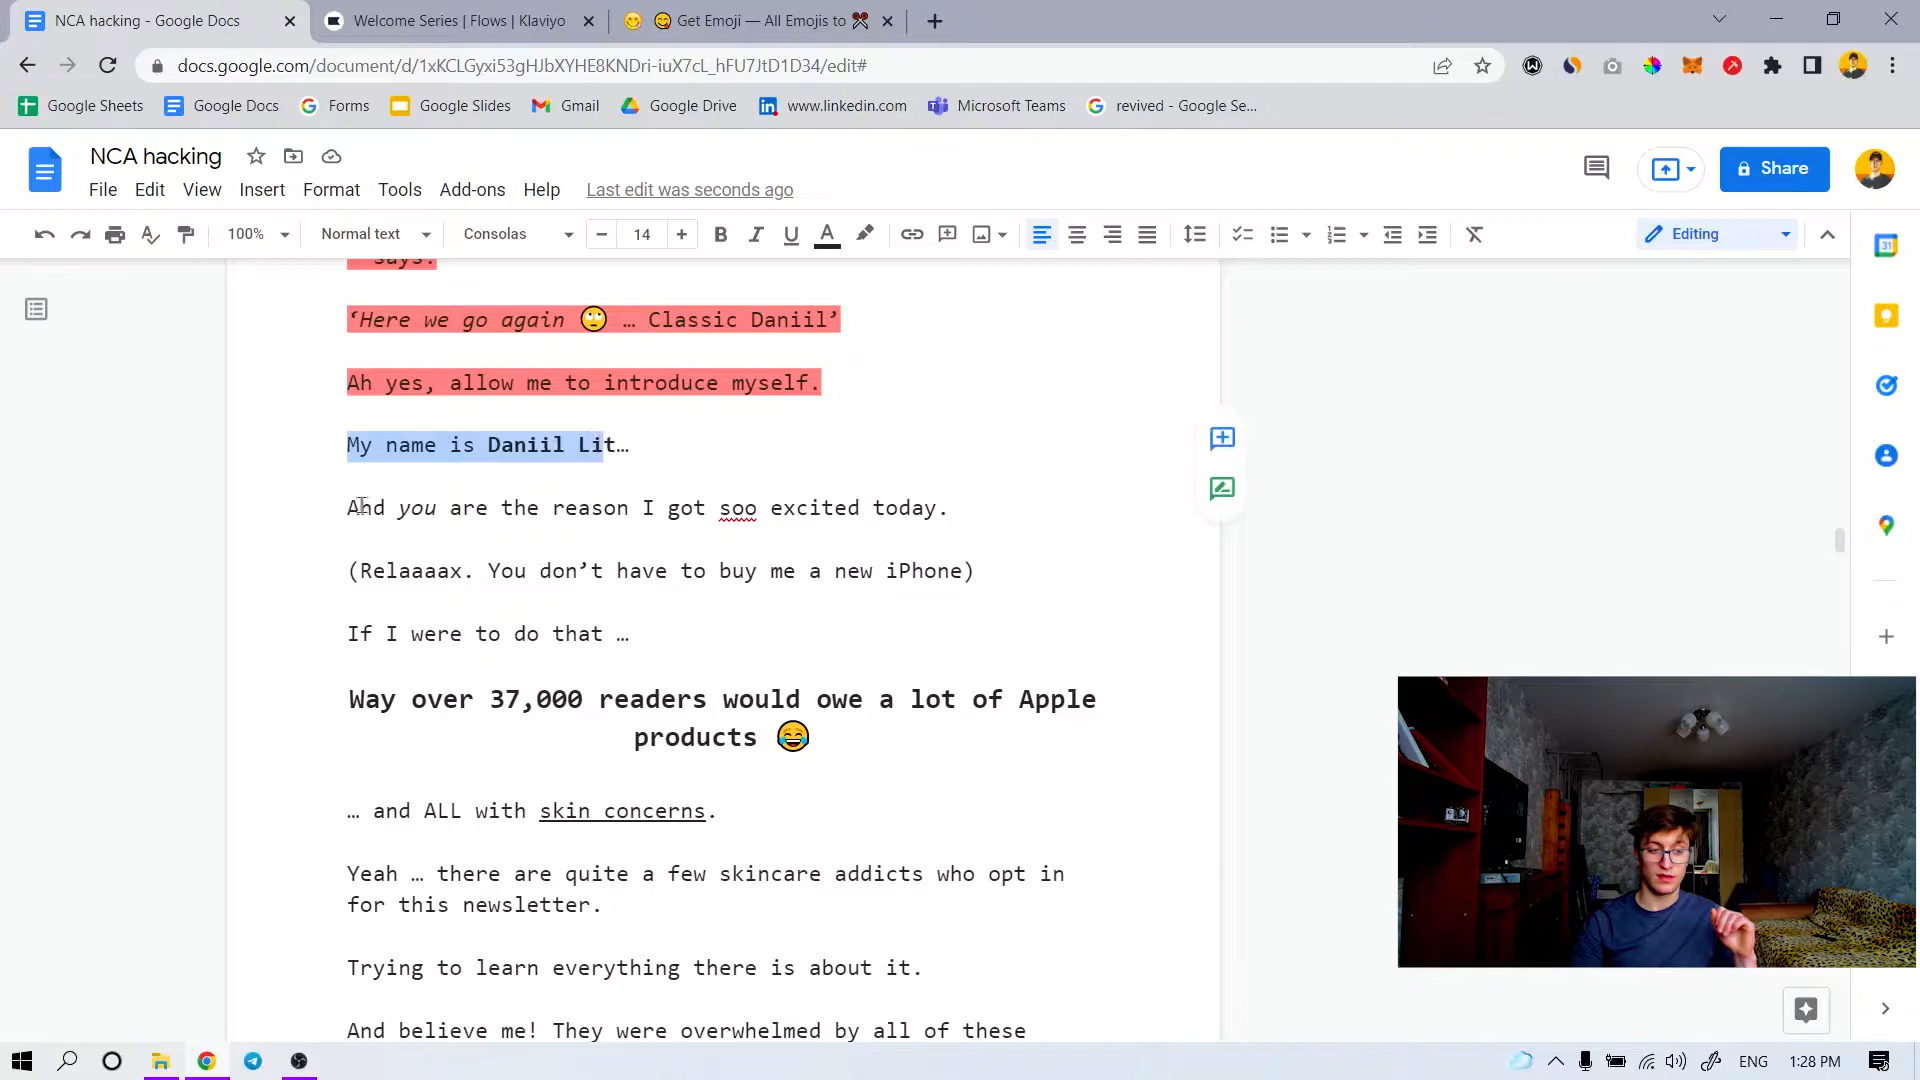 NCA hacking - Google Docs
Welcome Series | Flows | Klaviyo
😋 Get Emoji — All Emojis to ✂
docs.google.com/document/d/1xKCLGyxi53gHJbXYHE8KNDri-iuX7cL_hFU7JtD1D34/edit#
Google Sheets
Google Docs
Forms
Google Slides
Gmail
Google Drive
www.linkedin.com
Microsoft Teams
revived - Google Se...
NCA hacking
Share
File Edit View Insert Format Tools Add-ons Help Last edit was seconds ago
100% Normal text Consolas 14 Editing
says:
‘Here we go again 🙄 … Classic Daniil’
Ah yes, allow me to introduce myself.
My name is Daniil Lit…
And you are the reason I got soo excited today.
(Relaaaax. You don’t have to buy me a new iPhone)
If I were to do that …
Way over 37,000 readers would owe a lot of Apple
products 😂
… and ALL with skin concerns.
Yeah … there are quite a few skincare addicts who opt in
for this newsletter.
Trying to learn everything there is about it.
And believe me! They were overwhelmed by all of these
ENG 1:28 PM